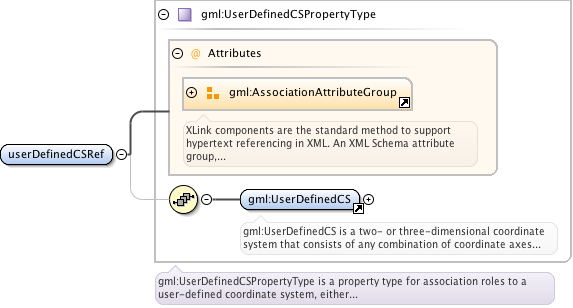 gml:UserDefinedCSPropertyType
@ Attributes
gml:AssociationAttributeGroup
XLink components are the standard method to support
hypertext referencing in XML. An XML Schema attribute
group,...
userDefinedCSRef
gml:UserDefinedCS
gml:UserDefinedCS is a two- or three-dimensional coordinate
system that consists of any combination of coordinate axes...
gml:UserDefinedCSPropertyType is a property type for association roles to a
user-defined coordinate system, either...